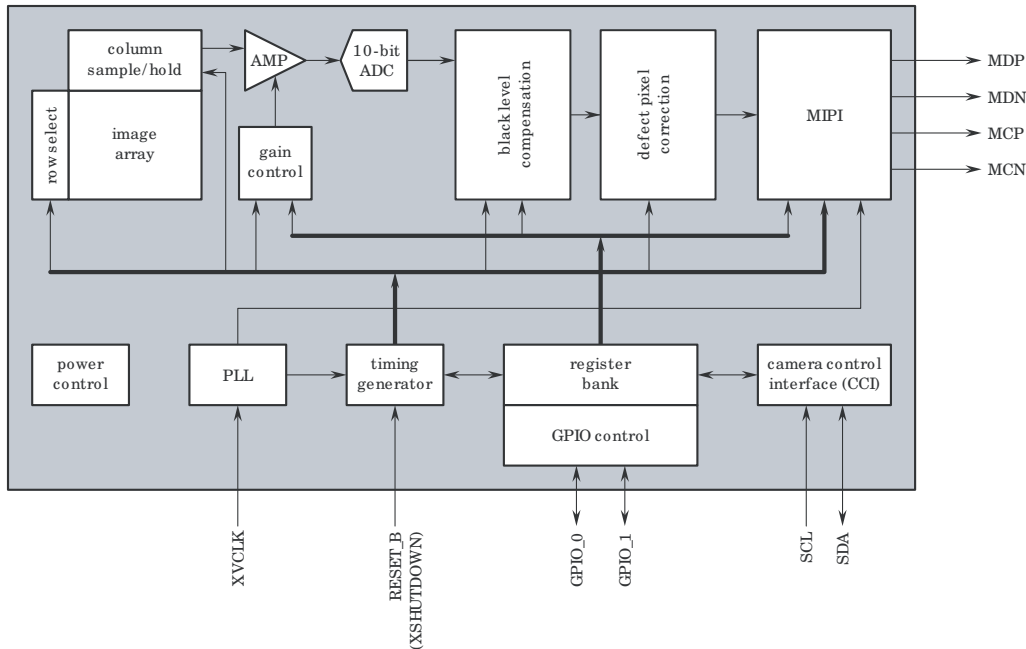 column
sample/hold
AMP
10-bit
ADC
row select
image
array
gain
control
black level
compensation
defect pixel
correction
MIPI
MDP
MDN
MCP
MCN
power
control
PLL
timing
generator
register
bank
GPIO control
camera control
interface (CCI)
XVCLK
RESET_B
(XSHUTDOWN)
GPIO_0
GPIO_1
SCL
SDA